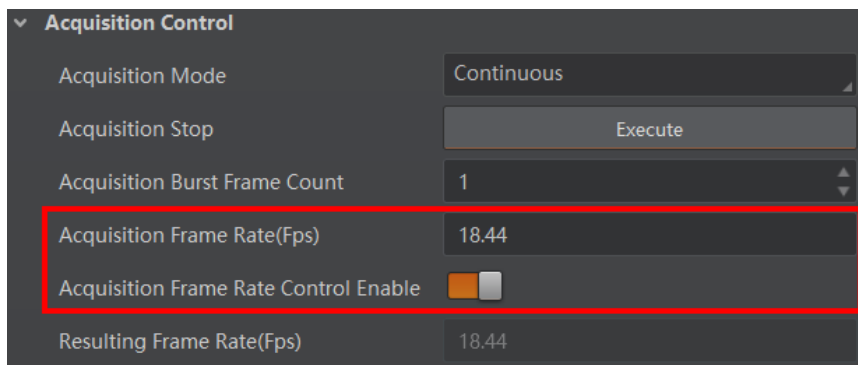 Acquisition Control
Acquisition Mode Continuous
Acquisition Stop Execute
Acquisition Burst Frame Count 1
Acquisition Frame Rate(Fps) 18.44
Acquisition Frame Rate Control Enable
Resulting Frame Rate(Fps) 18.44